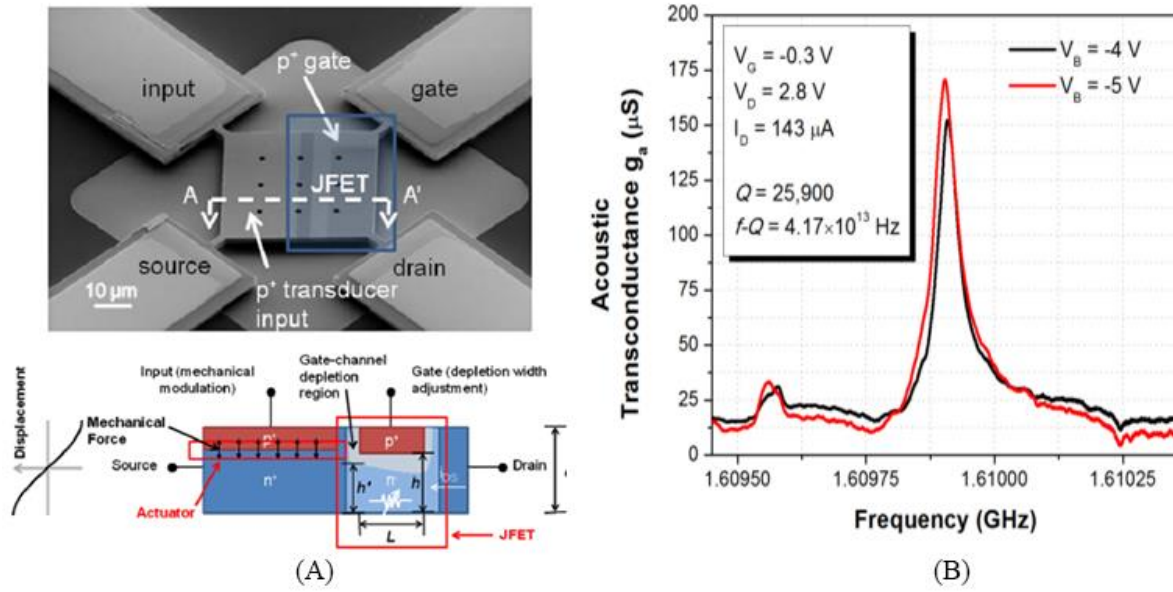 input
p⁺ gate
gate
A
JFET
A'
source
p⁺ transducer
input
drain
10 µm
Input (mechanical
modulation)
Gate-channel
depletion
region
Gate (depletion width
adjustment)
Displacement
Mechanical
Force
Source
Actuator
p⁺
n⁺
p⁺
n
h'
h
L
Drain
JFET
(A)
200
175
150
125
100
75
50
25
0
Acoustic
Transconductance gₐ (µS)
V_G = -0.3 V
V_D = 2.8 V
I_D = 143 µA
Q = 25,900
f-Q = 4.17×10¹³ Hz
V_B = -4 V
V_B = -5 V
1.60950 1.60975 1.61000 1.61025
Frequency (GHz)
(B)